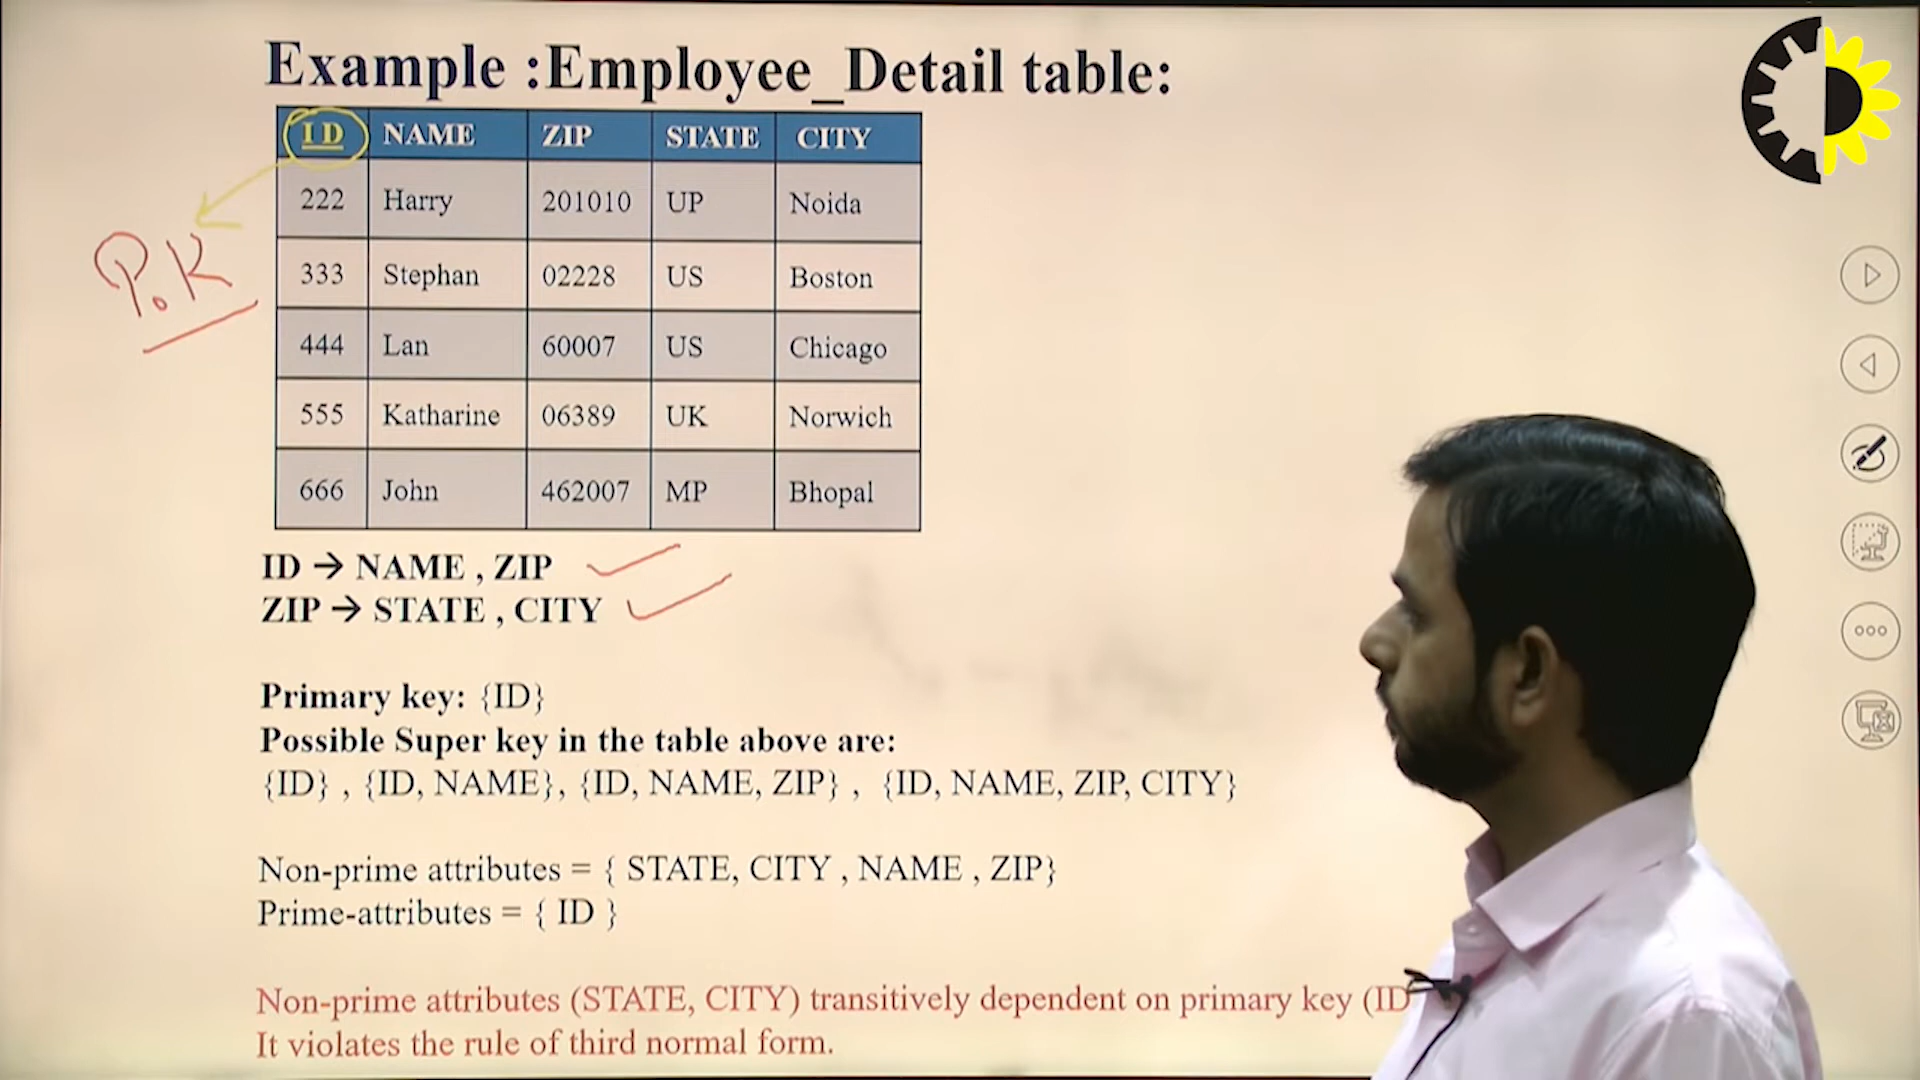 Example :Employee_Detail table:
ID NAME ZIP STATE CITY
222 Harry 201010 UP Noida
P.K
333 Stephan 02228 US Boston
444 Lan 60007 US Chicago
555 Katharine 06389 UK Norwich
666 John 462007 MP Bhopal
ID → NAME , ZIP
ZIP → STATE , CITY
Primary key: {ID}
Possible Super key in the table above are:
{ID} , {ID, NAME}, {ID, NAME, ZIP} , {ID, NAME, ZIP, CITY}
Non-prime attributes = { STATE, CITY , NAME , ZIP}
Prime-attributes = { ID }
Non-prime attributes (STATE, CITY) transitively dependent on primary key (ID
It violates the rule of third normal form.